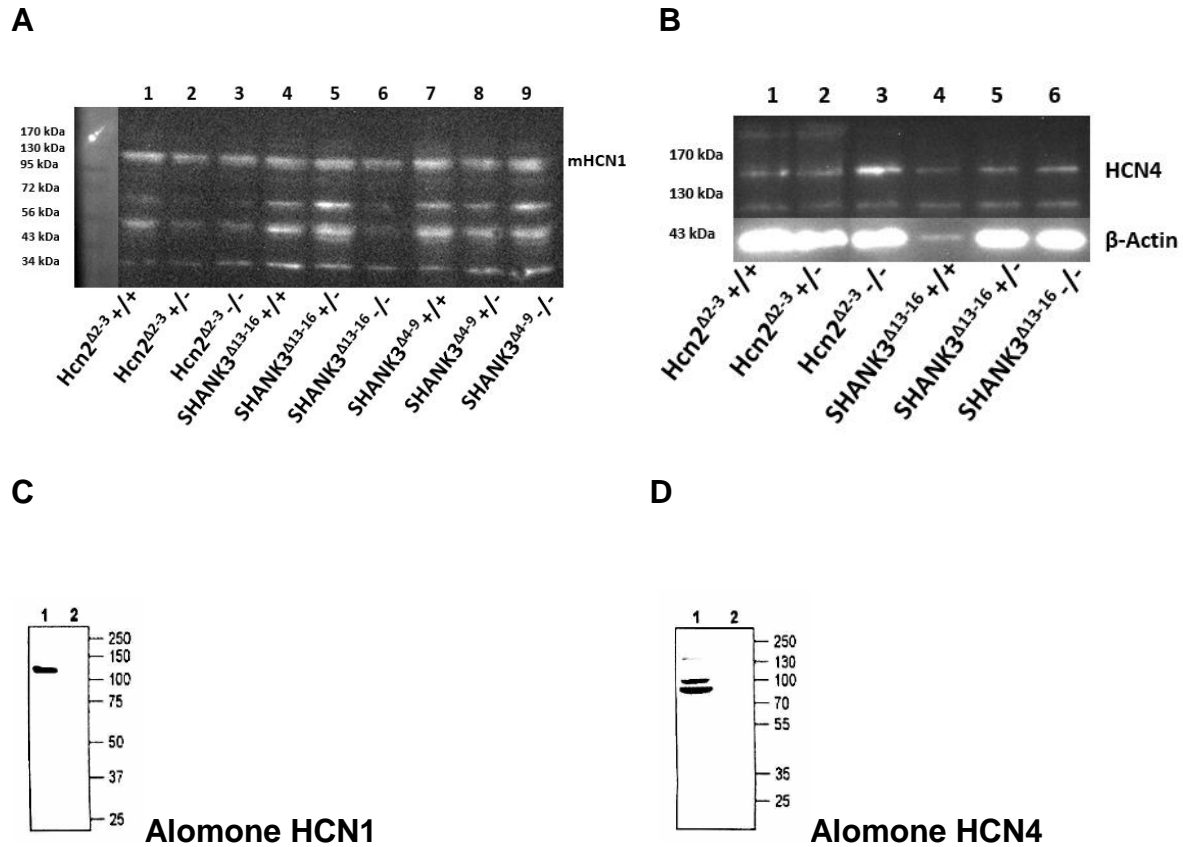 A
B
1 2 3 4 5 6 7 8 9
170 kDa
130 kDa
95 kDa
72 kDa
56 kDa
43 kDa
34 kDa
mHCN1
Hcn2Δ2-3 +/+
Hcn2Δ2-3 +/-
Hcn2Δ2-3 -/-
SHANK3Δ13-16 +/+
SHANK3Δ13-16 +/-
SHANK3Δ13-16 -/-
SHANK3Δ4-9 +/+
SHANK3Δ4-9 +/-
SHANK3Δ4-9 -/-
1 2 3 4 5 6
170 kDa
130 kDa
43 kDa
HCN4
β-Actin
Hcn2Δ2-3 +/+
Hcn2Δ2-3 +/-
Hcn2Δ2-3 -/-
SHANK3Δ13-16 +/+
SHANK3Δ13-16 +/-
SHANK3Δ13-16 -/-
C
D
1 2
250
150
100
75
50
37
25
Alomone HCN1
1 2
250
130
100
70
55
35
25
Alomone HCN4